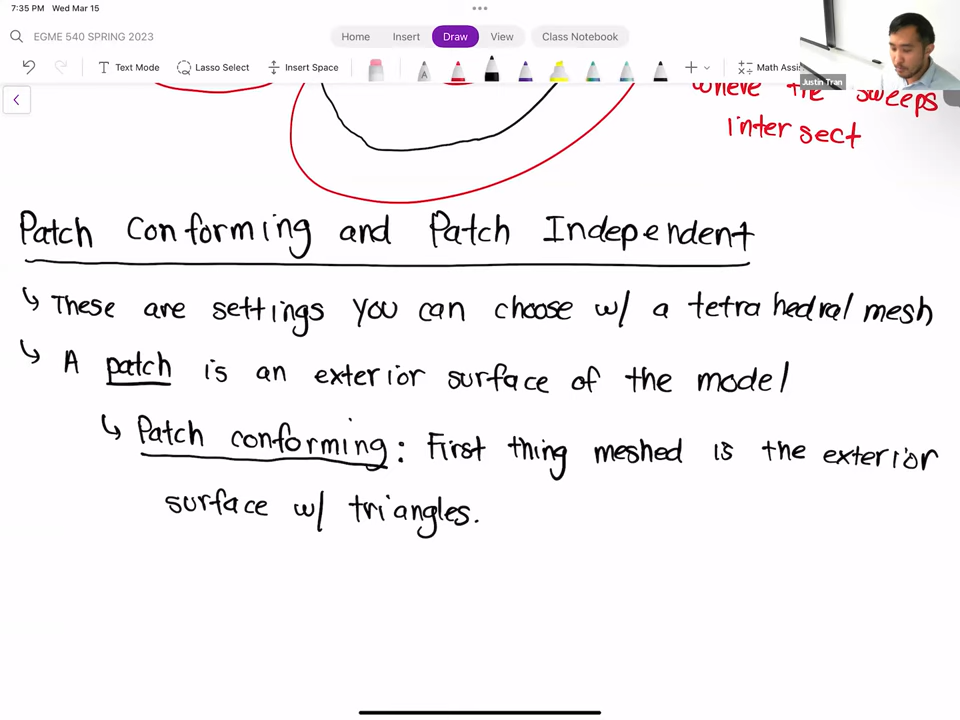 7:35 PM Wed Mar 15
EGME 540 SPRING 2023
Home Insert Draw View Class Notebook
Text Mode Lasso Select Insert Space Math Assis
Justin Tran
where the sweeps
intersect
Patch Conforming and Patch Independent
↳ These are settings you can choose w/ a tetrahedral mesh
↳ A patch is an exterior surface of the model
↳ Patch conforming: First thing meshed is the exterior
surface w/ triangles.